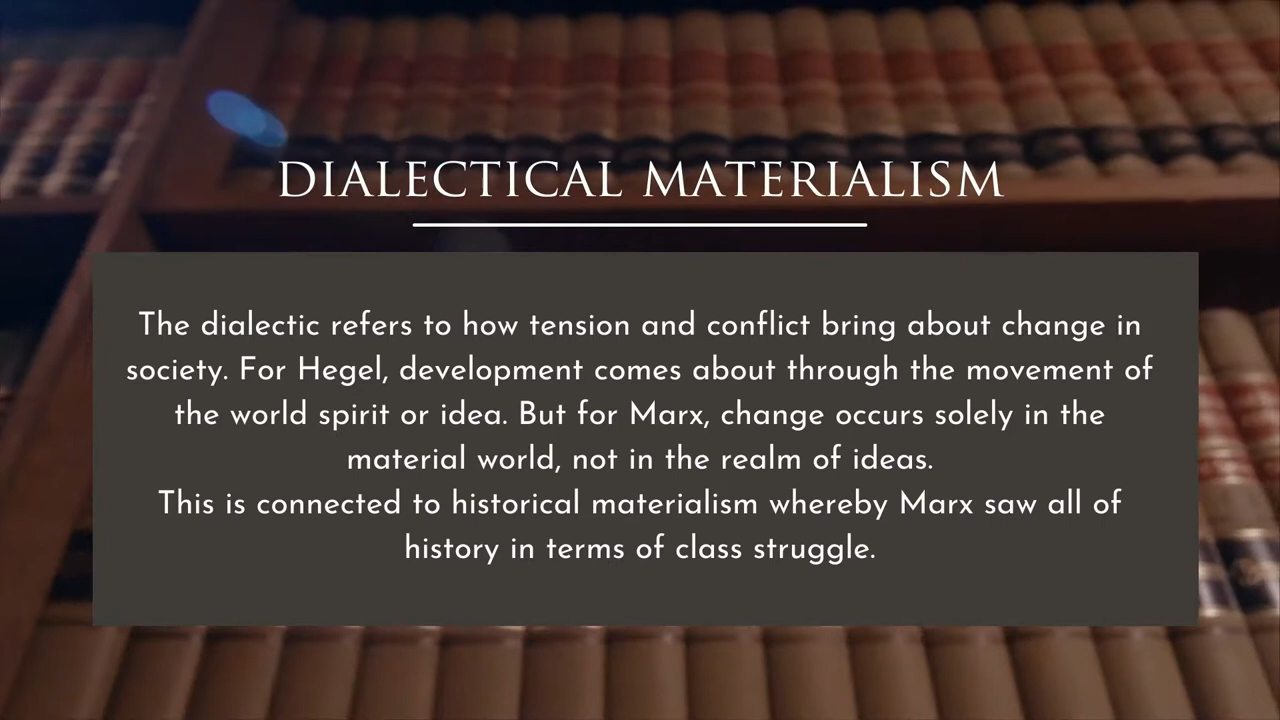 DIALECTICAL MATERIALISM
The dialectic refers to how tension and conflict bring about change in
society. For Hegel, development comes about through the movement of
the world spirit or idea. But for Marx, change occurs solely in the
material world, not in the realm of ideas.
This is connected to historical materialism whereby Marx saw all of
history in terms of class struggle.